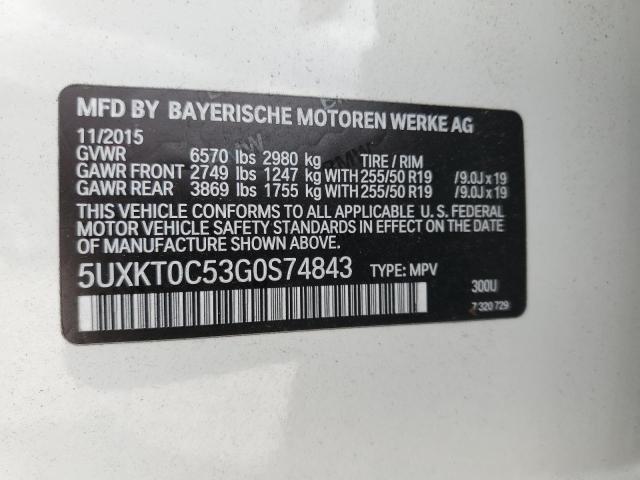 MFD BY BAYERISCHE MOTOREN WERKE AG
11/2015
GVWR 6570 lbs 2980 kg TIRE / RIM
GAWR FRONT 2749 lbs 1247 kg WITH 255/50 R19 /9.0J x 19
GAWR REAR 3869 lbs 1755 kg WITH 255/50 R19 /9.0J x 19
THIS VEHICLE CONFORMS TO ALL APPLICABLE U. S. FEDERAL
MOTOR VEHICLE SAFETY STANDARDS IN EFFECT ON THE DATE
OF MANUFACTURE SHOWN ABOVE.
5UXKT0C53G0S74843 TYPE: MPV
300U
7 320 729